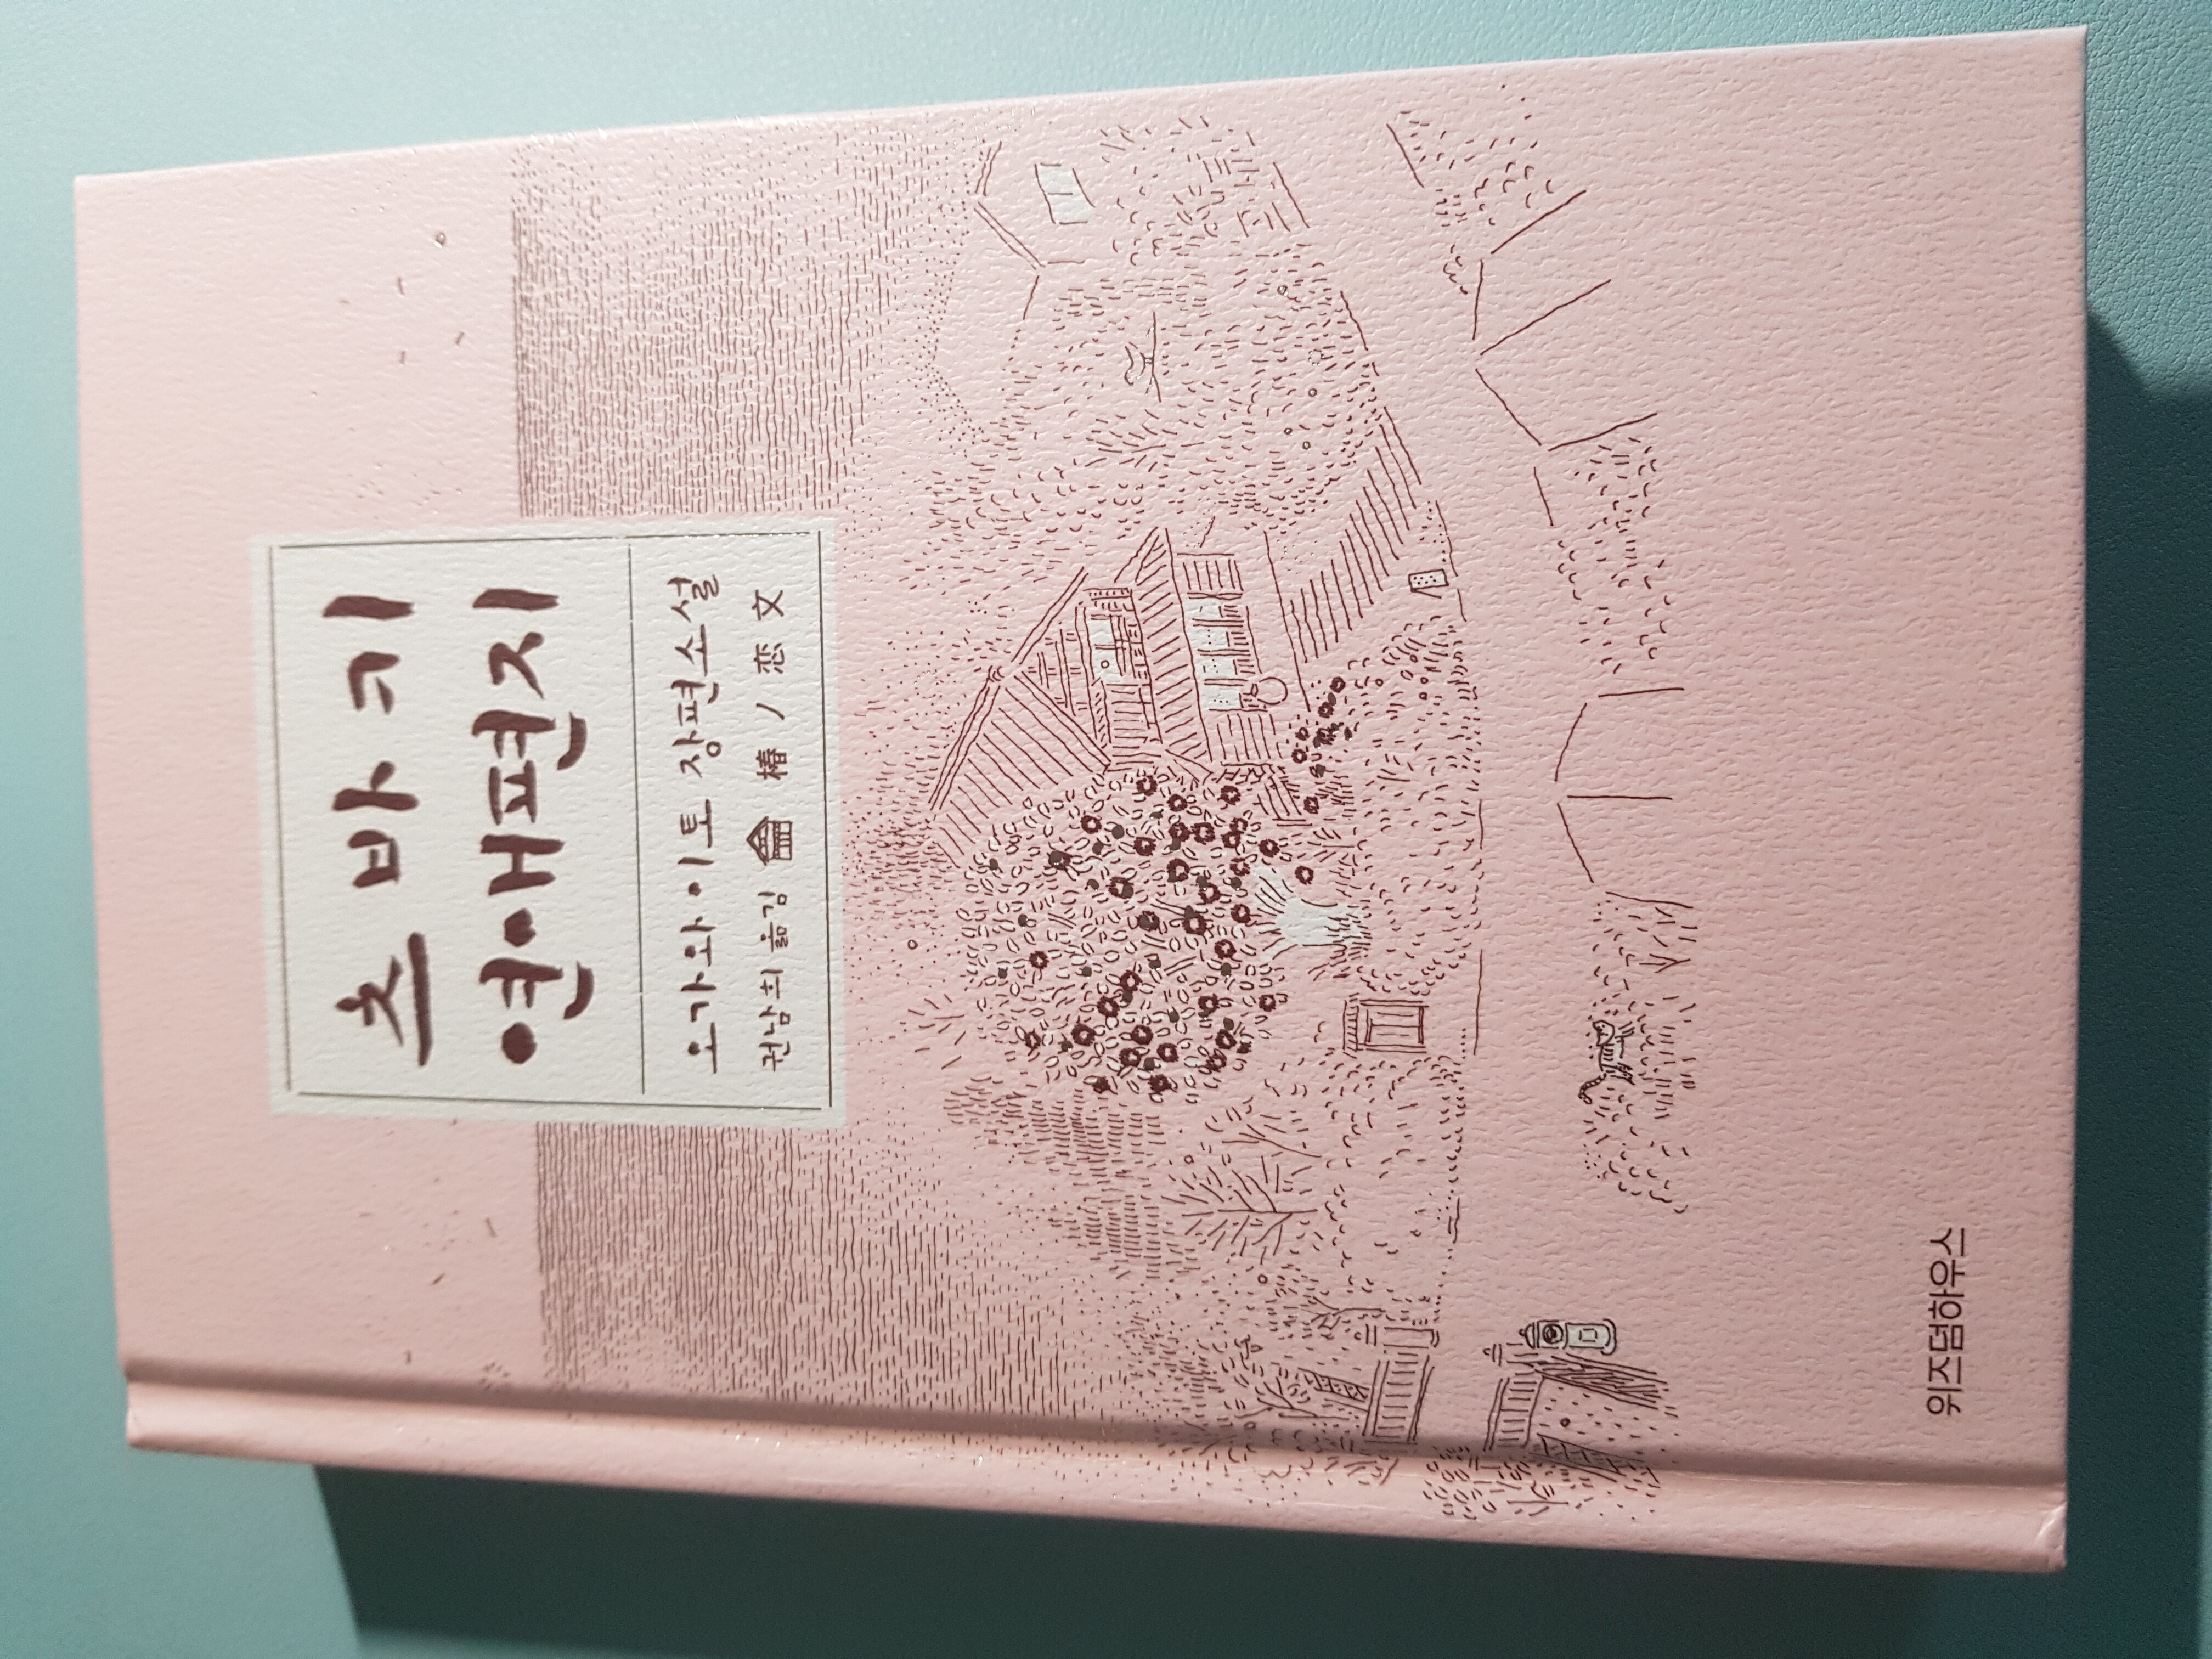 츠바키
연애편지
오가와 이토 장편소설
권남희 옮김 椿ノ恋文
위즈덤하우스